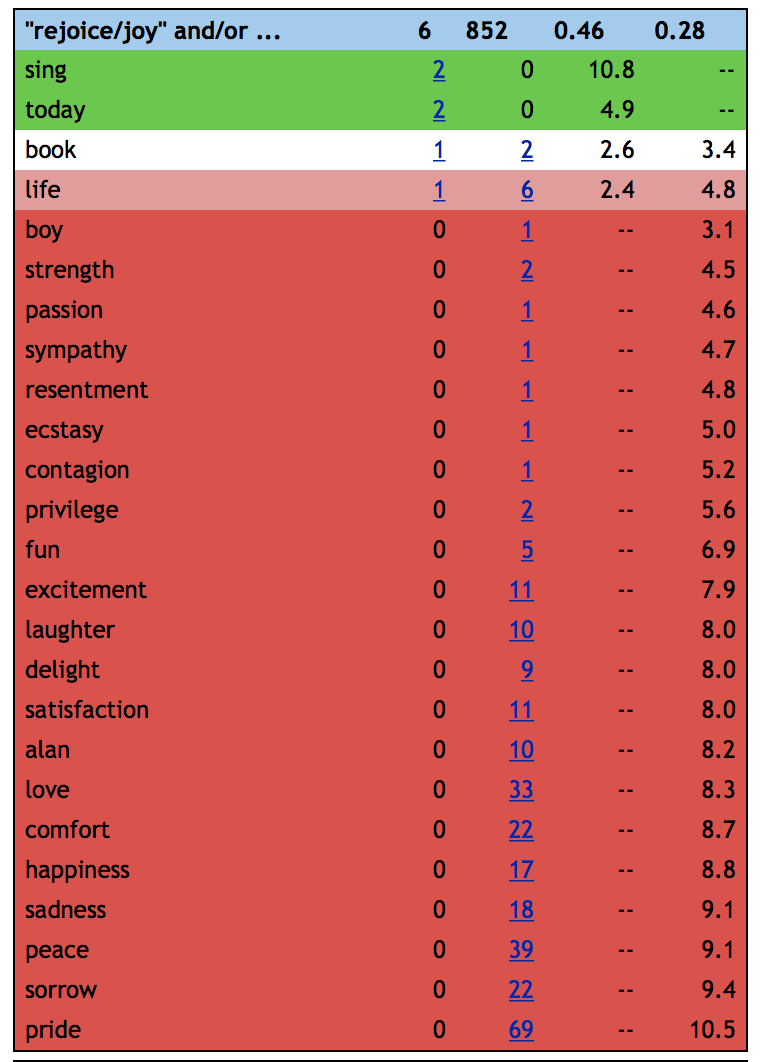 "rejoice/joy" and/or ... 6 852 0.46 0.28
sing 2 0 10.8 --
today 2 0 4.9 --
book 1 2 2.6 3.4
life 1 6 2.4 4.8
boy 0 1 -- 3.1
strength 0 2 -- 4.5
passion 0 1 -- 4.6
sympathy 0 1 -- 4.7
resentment 0 1 -- 4.8
ecstasy 0 1 -- 5.0
contagion 0 1 -- 5.2
privilege 0 2 -- 5.6
fun 0 5 -- 6.9
excitement 0 11 -- 7.9
laughter 0 10 -- 8.0
delight 0 9 -- 8.0
satisfaction 0 11 -- 8.0
alan 0 10 -- 8.2
love 0 33 -- 8.3
comfort 0 22 -- 8.7
happiness 0 17 -- 8.8
sadness 0 18 -- 9.1
peace 0 39 -- 9.1
sorrow 0 22 -- 9.4
pride 0 69 -- 10.5